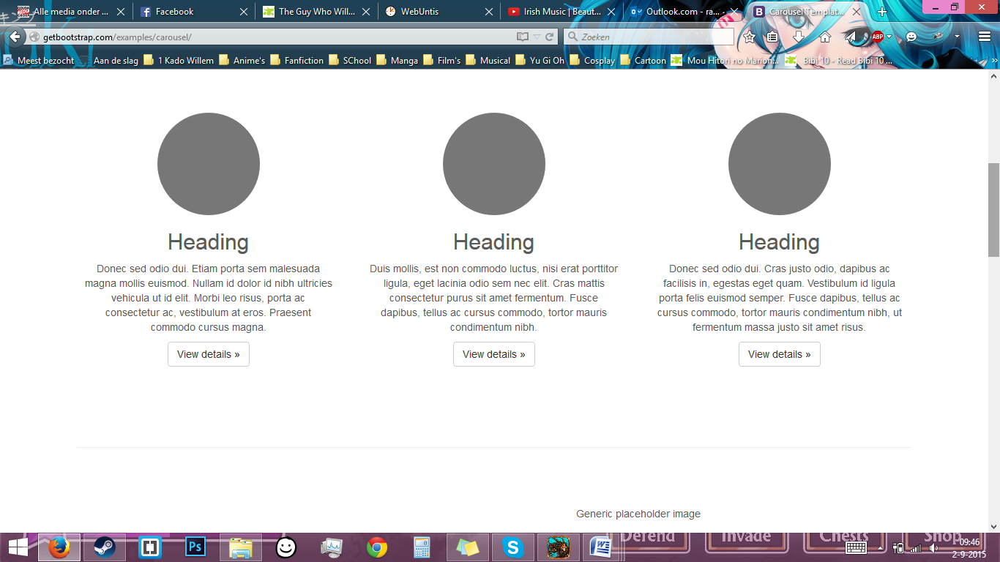 Alle media onder ...
Facebook
The Guy Who Will...
WebUntis
Irish Music | Beaut...
Outlook.com - ra...
Carousel Templat...
getbootstrap.com/examples/carousel/
Zoeken
ABP
Meest bezocht
Aan de slag
1 Kado Willem
Anime's
Fanfiction
SChool
Manga
Film's
Musical
Yu Gi Oh
Cosplay
Cartoon
Mou Hitori no Marion...
Bibi 10 - Read Bibi 10 ...
Heading
Donec sed odio dui. Etiam porta sem malesuada
magna mollis euismod. Nullam id dolor id nibh ultricies
vehicula ut id elit. Morbi leo risus, porta ac
consectetur ac, vestibulum at eros. Praesent
commodo cursus magna.
View details »
Heading
Duis mollis, est non commodo luctus, nisi erat porttitor
ligula, eget lacinia odio sem nec elit. Cras mattis
consectetur purus sit amet fermentum. Fusce
dapibus, tellus ac cursus commodo, tortor mauris
condimentum nibh.
View details »
Heading
Donec sed odio dui. Cras justo odio, dapibus ac
facilisis in, egestas eget quam. Vestibulum id ligula
porta felis euismod semper. Fusce dapibus, tellus ac
cursus commodo, tortor mauris condimentum nibh, ut
fermentum massa justo sit amet risus.
View details »
Generic placeholder image
Ps
Defend
Invade
Chests
Shop
09:46
2-9-2015